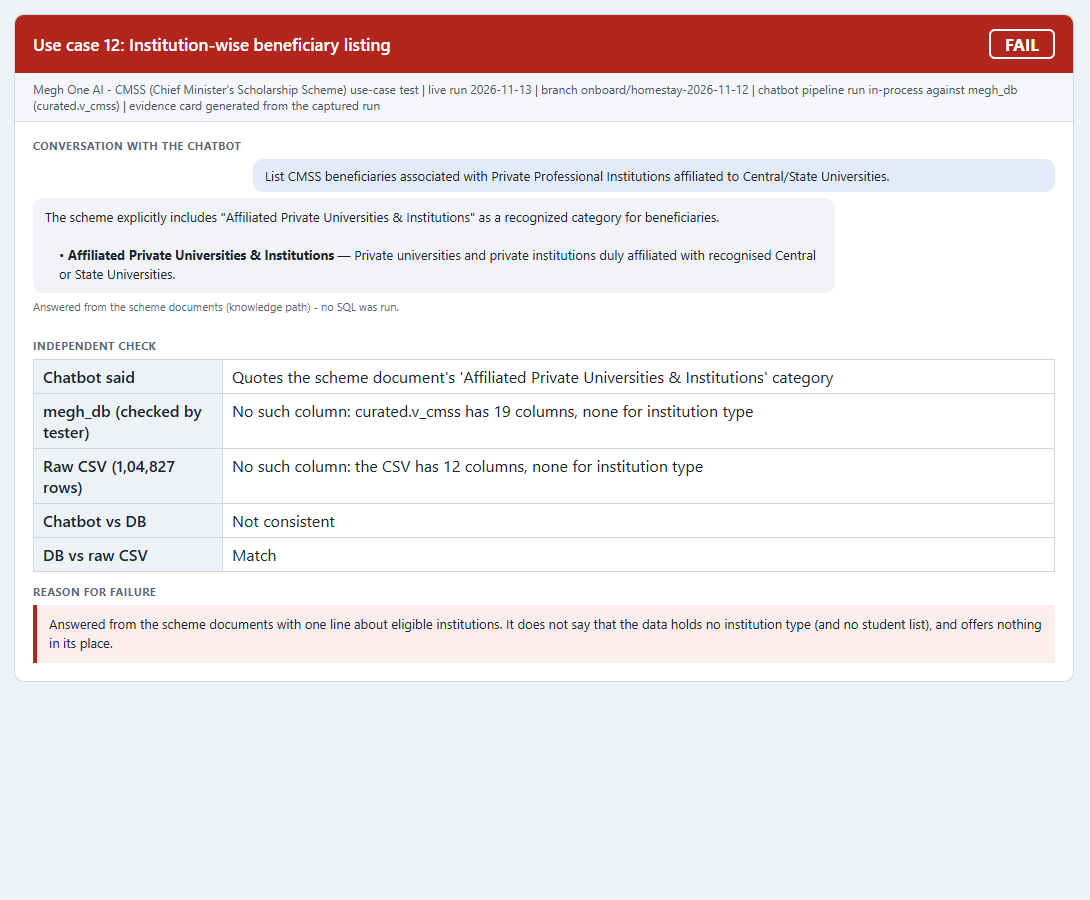 Use case 12: Institution-wise beneficiary listing
FAIL
Megh One AI - CMSS (Chief Minister's Scholarship Scheme) use-case test | live run 2026-11-13 | branch onboard/homestay-2026-11-12 | chatbot pipeline run in-process against megh_db
(curated.v_cmss) | evidence card generated from the captured run
CONVERSATION WITH THE CHATBOT
List CMSS beneficiaries associated with Private Professional Institutions affiliated to Central/State Universities.
The scheme explicitly includes "Affiliated Private Universities & Institutions" as a recognized category for beneficiaries.
• Affiliated Private Universities & Institutions — Private universities and private institutions duly affiliated with recognised Central
or State Universities.
Answered from the scheme documents (knowledge path) - no SQL was run.
INDEPENDENT CHECK
Chatbot said
Quotes the scheme document's 'Affiliated Private Universities & Institutions' category
megh_db (checked by
tester)
No such column: curated.v_cmss has 19 columns, none for institution type
Raw CSV (1,04,827
rows)
No such column: the CSV has 12 columns, none for institution type
Chatbot vs DB
Not consistent
DB vs raw CSV
Match
REASON FOR FAILURE
Answered from the scheme documents with one line about eligible institutions. It does not say that the data holds no institution type (and no student list), and offers nothing
in its place.